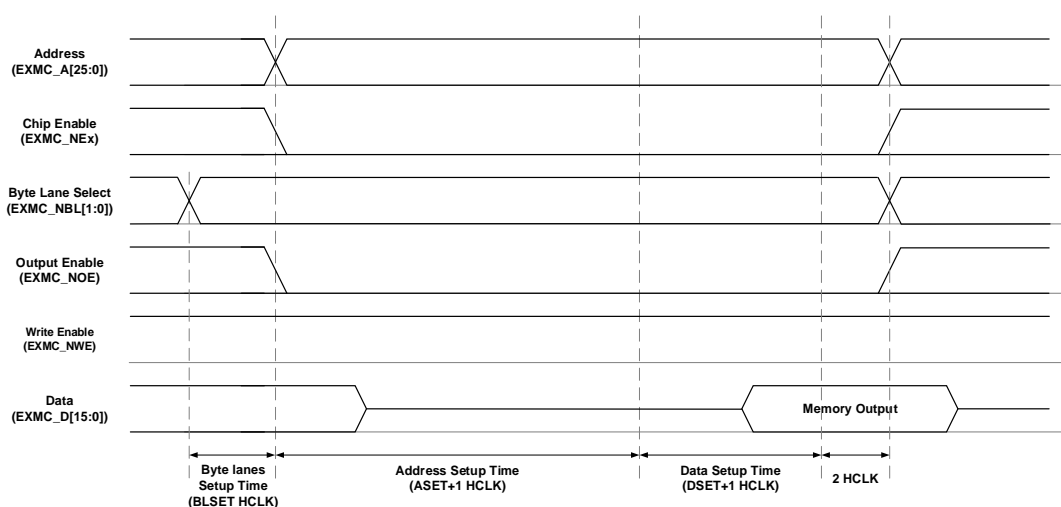 Address
(EXMC_A[25:0])
Chip Enable
(EXMC_NEx)
Byte Lane Select
(EXMC_NBL[1:0])
Output Enable
(EXMC_NOE)
Write Enable
(EXMC_NWE)
Data
(EXMC_D[15:0])
Memory Output
Byte lanes
Setup Time
(BLSET HCLK)
Address Setup Time
(ASET+1 HCLK)
Data Setup Time
(DSET+1 HCLK)
2 HCLK